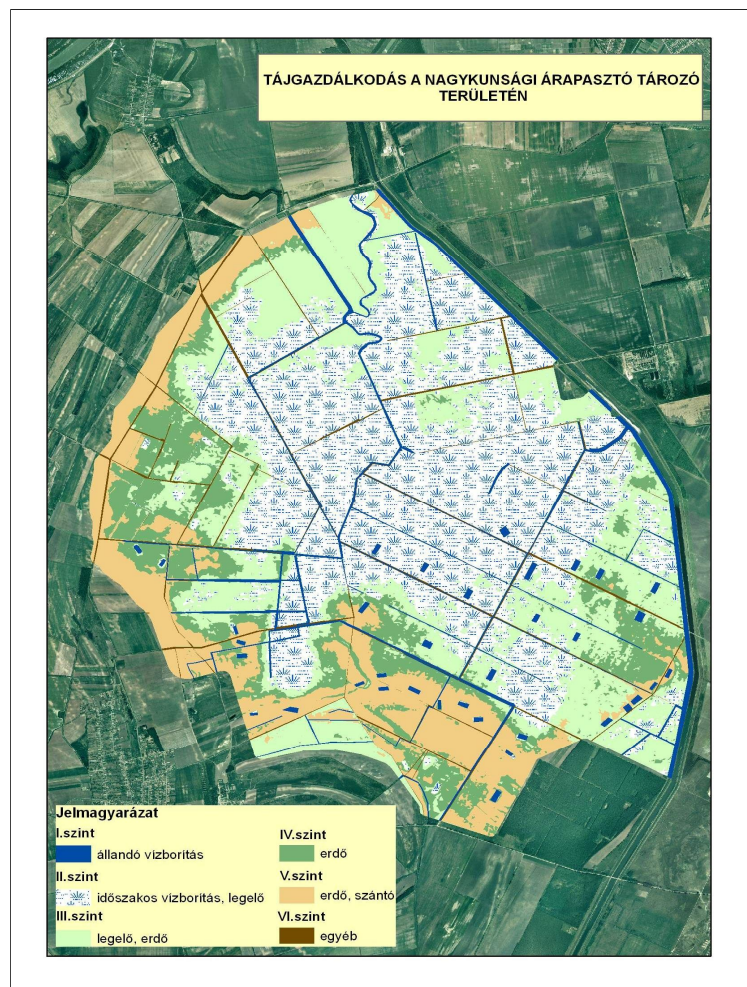 TÁJGAZDÁLKODÁS A NAGYKUNSÁGI ÁRAPASZTÓ TÁROZÓ
TERÜLETÉN
Jelmagyarázat
I.szint
állandó vízborítás
II.szint
időszakos vízborítás, legelő
III.szint
legelő, erdő
IV.szint
erdő
V.szint
erdő, szántó
VI.szint
egyéb